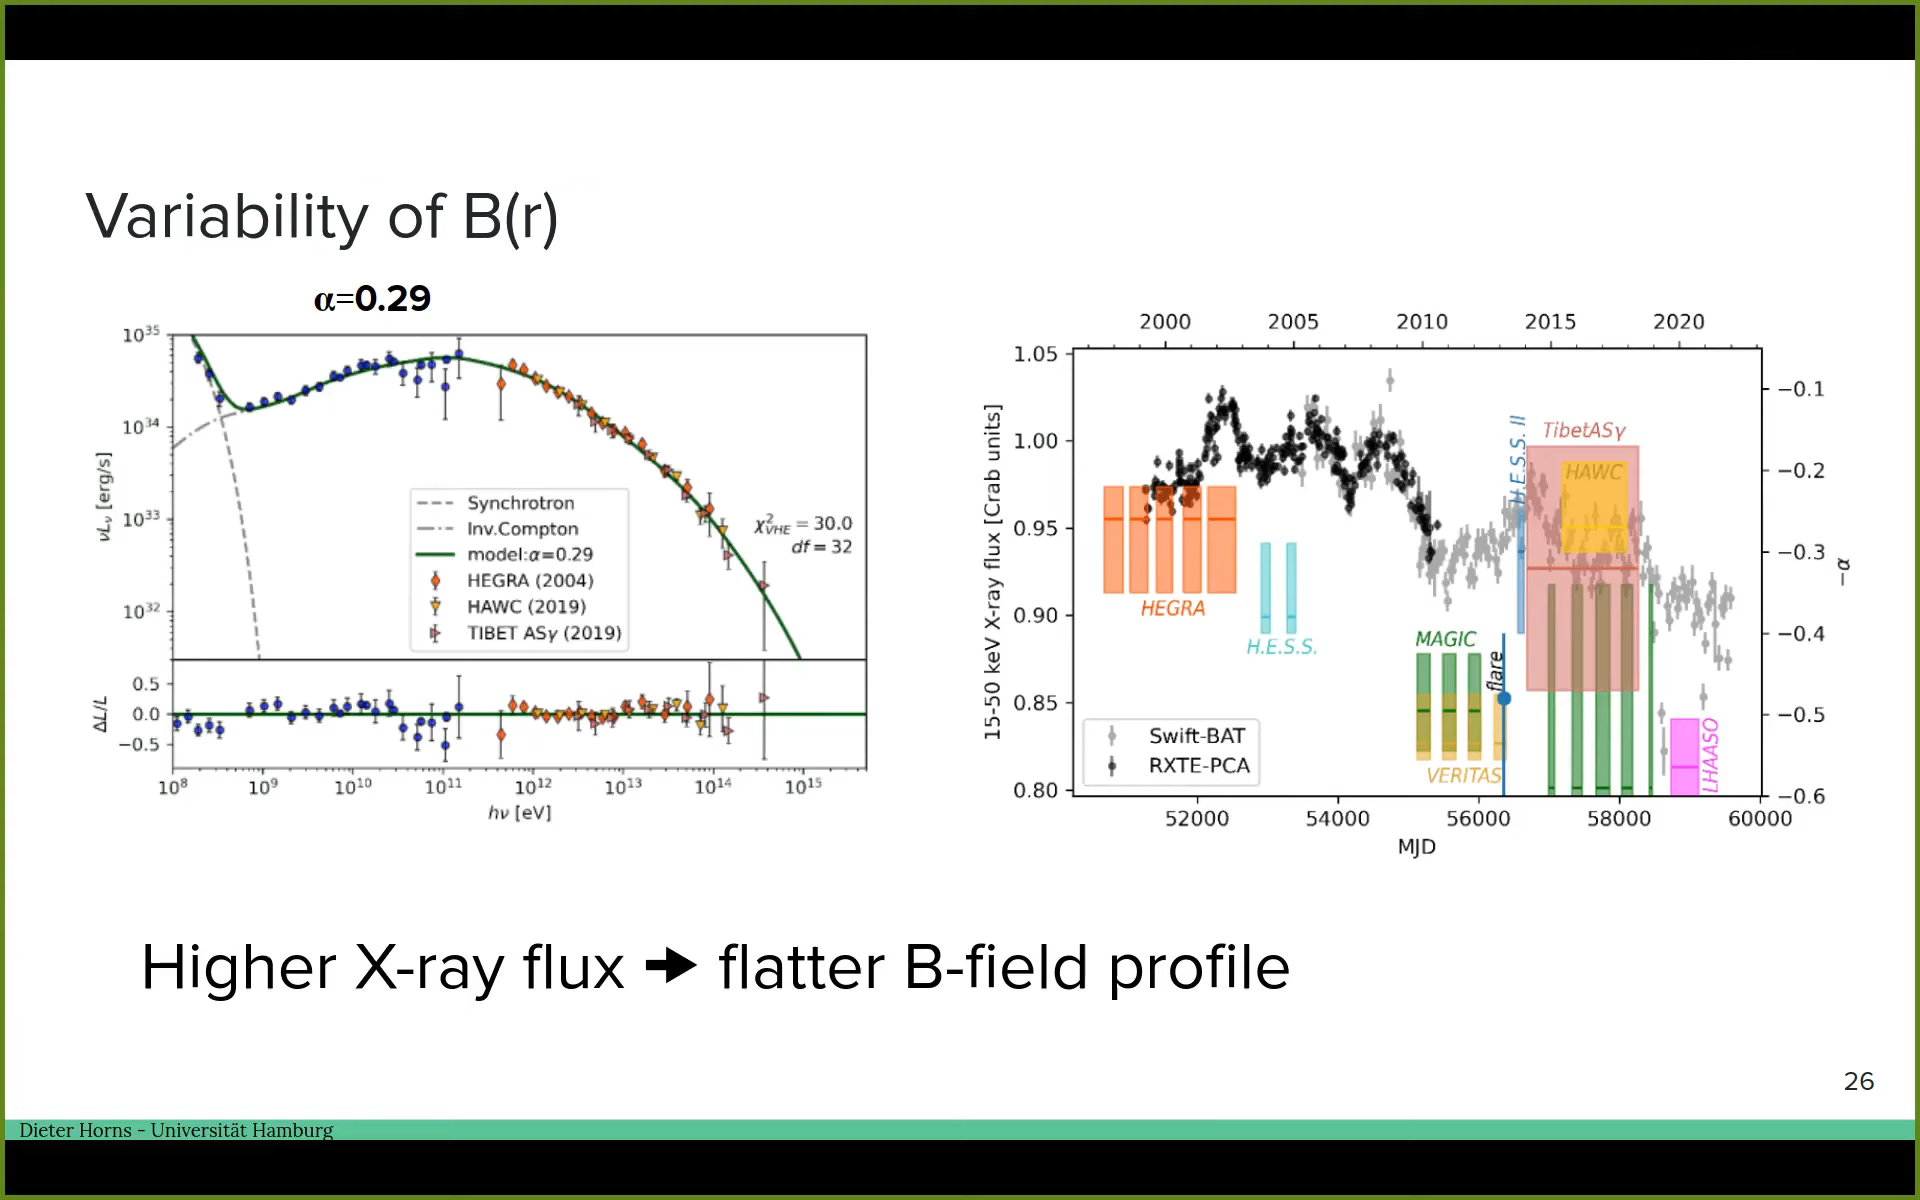 Variability of B(r)
α=0.29
10³⁵
10³⁴
10³³
10³²
νLν [erg/s]
Synchrotron
Inv.Compton
model:α=0.29
HEGRA (2004)
HAWC (2019)
TIBET ASγ (2019)
χ²VHE = 30.0
df = 32
0.5
0.0
−0.5
ΔL/L
10⁸ 10⁹ 10¹⁰ 10¹¹ 10¹² 10¹³ 10¹⁴ 10¹⁵
hν [eV]
2000 2005 2010 2015 2020
1.05
1.00
0.95
0.90
0.85
0.80
15-50 keV X-ray flux [Crab units]
−0.1
−0.2
−0.3
−0.4
−0.5
−0.6
−α
HEGRA
H.E.S.S.
MAGIC
VERITAS
flare
H.E.S.S. II
TibetASγ
HAWC
LHAASO
Swift-BAT
RXTE-PCA
52000 54000 56000 58000 60000
MJD
Higher X-ray flux ➡ flatter B-field profile
26
Dieter Horns - Universität Hamburg